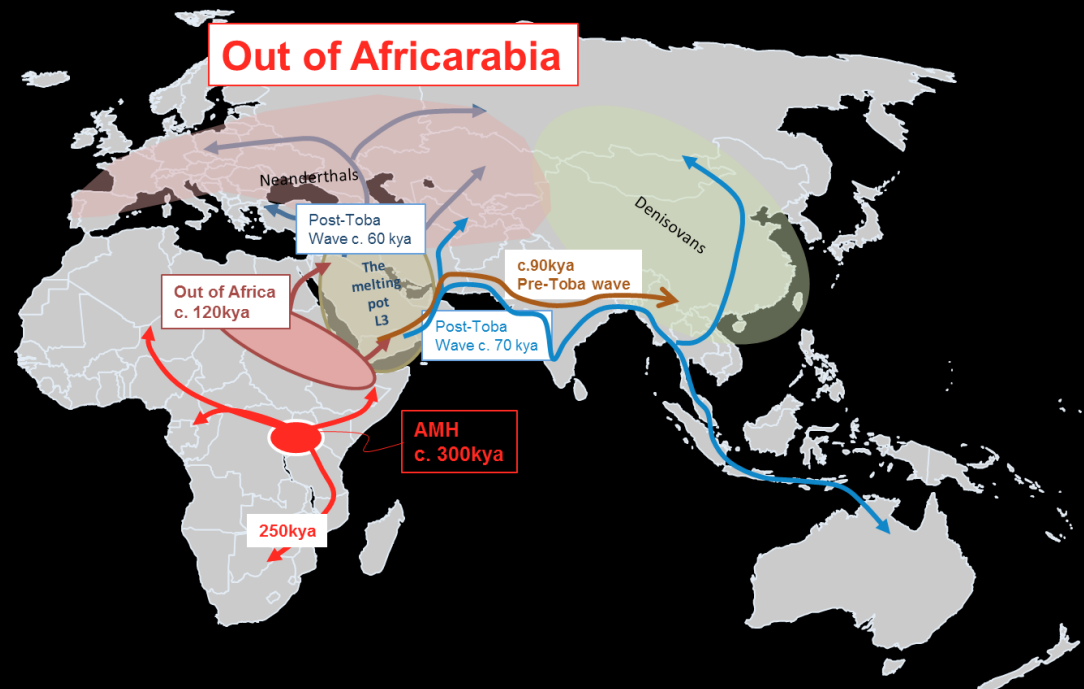 Out of Africarabia
Neanderthals
Denisovans
Post-Toba
Wave c. 60 kya
The
melting
pot
L3
c.90kya
Pre-Toba wave
Out of Africa
c. 120kya
Post-Toba
Wave c. 70 kya
AMH
c. 300kya
250kya